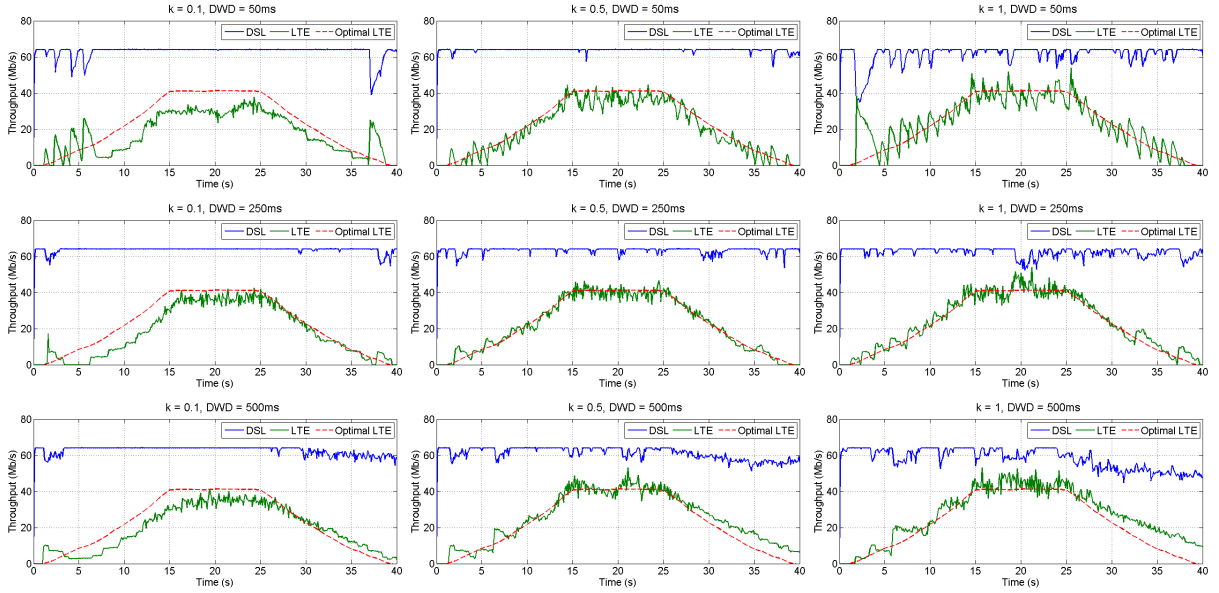 k = 0.1, DWD = 50ms
DSL LTE Optimal LTE
Throughput (Mb/s)
80
60
40
20
0
0 5 10 15 20 25 30 35 40
Time (s)
k = 0.5, DWD = 50ms
DSL LTE Optimal LTE
Throughput (Mb/s)
80
60
40
20
0
0 5 10 15 20 25 30 35 40
Time (s)
k = 1, DWD = 50ms
DSL LTE Optimal LTE
Throughput (Mb/s)
80
60
40
20
0
0 5 10 15 20 25 30 35 40
Time (s)
k = 0.1, DWD = 250ms
DSL LTE Optimal LTE
Throughput (Mb/s)
80
60
40
20
0
0 5 10 15 20 25 30 35 40
Time (s)
k = 0.5, DWD = 250ms
DSL LTE Optimal LTE
Throughput (Mb/s)
80
60
40
20
0
0 5 10 15 20 25 30 35 40
Time (s)
k = 1, DWD = 250ms
DSL LTE Optimal LTE
Throughput (Mb/s)
80
60
40
20
0
0 5 10 15 20 25 30 35 40
Time (s)
k = 0.1, DWD = 500ms
DSL LTE Optimal LTE
Throughput (Mb/s)
80
60
40
20
0
0 5 10 15 20 25 30 35 40
Time (s)
k = 0.5, DWD = 500ms
DSL LTE Optimal LTE
Throughput (Mb/s)
80
60
40
20
0
0 5 10 15 20 25 30 35 40
Time (s)
k = 1, DWD = 500ms
DSL LTE Optimal LTE
Throughput (Mb/s)
80
60
40
20
0
0 5 10 15 20 25 30 35 40
Time (s)